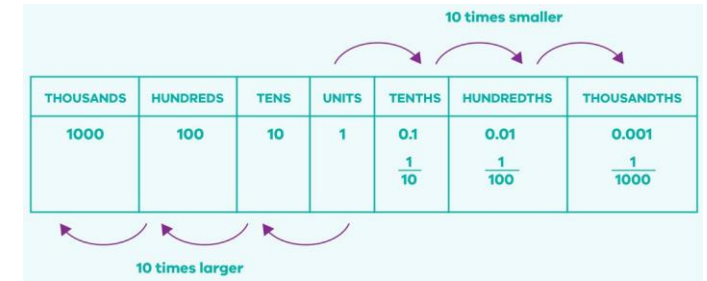 10 times smaller
THOUSANDS HUNDREDS TENS UNITS TENTHS HUNDREDTHS THOUSANDTHS
1000 100 10 1 0.1 0.01 0.001
1/10 1/100 1/1000
10 times larger